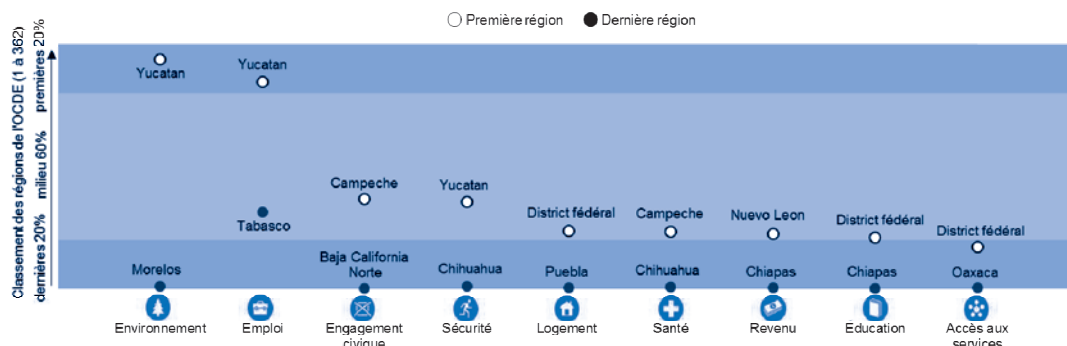 Première région
Dernière région
Classement des régions de l'OCDE (1 à 362)
dernières 20% milieu 60% premières 20%
Yucatan
Yucatan
Campeche
Yucatan
District fédéral
Campeche
Nuevo Leon
District fédéral
District fédéral
Tabasco
Morelos
Baja California
Norte
Chihuahua
Puebla
Chihuahua
Chiapas
Chiapas
Oaxaca
Environnement
Emploi
Engagement
civique
Sécurité
Logement
Santé
Revenu
Éducation
Accès aux
services